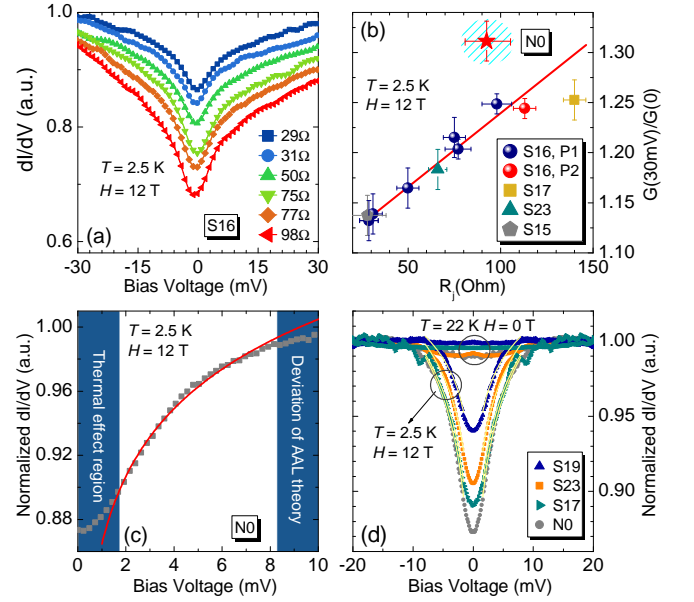 1.0
0.8
0.6
dI/dV (a.u.)
T = 2.5 K
H = 12 T
29Ω
31Ω
50Ω
75Ω
77Ω
98Ω
(a)
S16
-30 -15 0 15 30
Bias Voltage (mV)
(b)
N0
T = 2.5 K
H = 12 T
S16, P1
S16, P2
S17
S23
S15
1.30
1.25
1.20
1.15
1.10
G(30mV)/G(0)
50 100 150
Rj(Ohm)
1.00
0.96
0.92
0.88
Normalized dI/dV (a.u.)
T = 2.5 K
H = 12 T
Thermal effect region
Deviation of AAL theory
(c)
N0
0 2 4 6 8 10
Bias Voltage (mV)
T = 22 K H = 0 T
T = 2.5 K
H = 12 T
S19
S23
S17
N0
(d)
1.00
0.95
0.90
Normalized dI/dV (a.u.)
-20 -10 0 10 20
Bias Voltage (mV)